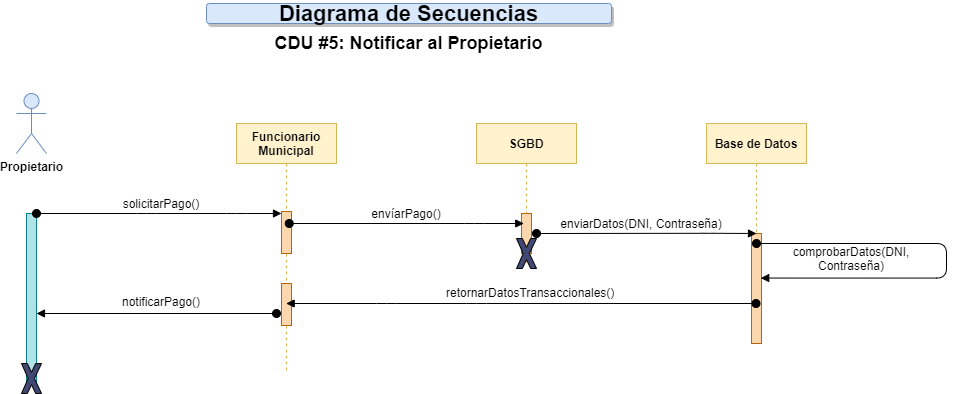 Diagrama de Secuencias
CDU #5: Notificar al Propietario
Propietario
Funcionario
Municipal
SGBD
Base de Datos
solicitarPago()
envíarPago()
enviarDatos(DNI, Contraseña)
comprobarDatos(DNI,
Contraseña)
retornarDatosTransaccionales()
notificarPago()